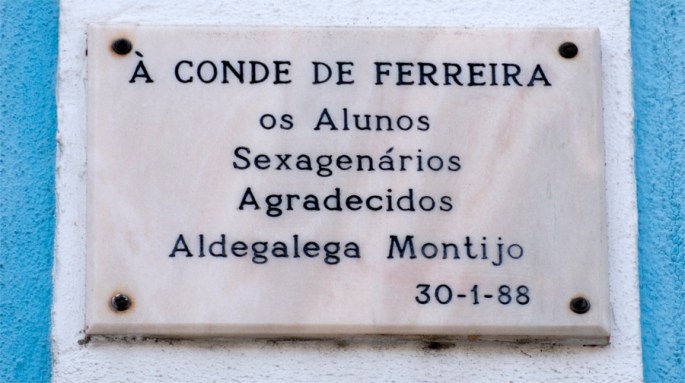 À CONDE DE FERREIRA
os Alunos
Sexagenários
Agradecidos
Aldegalega Montijo
30-1-88